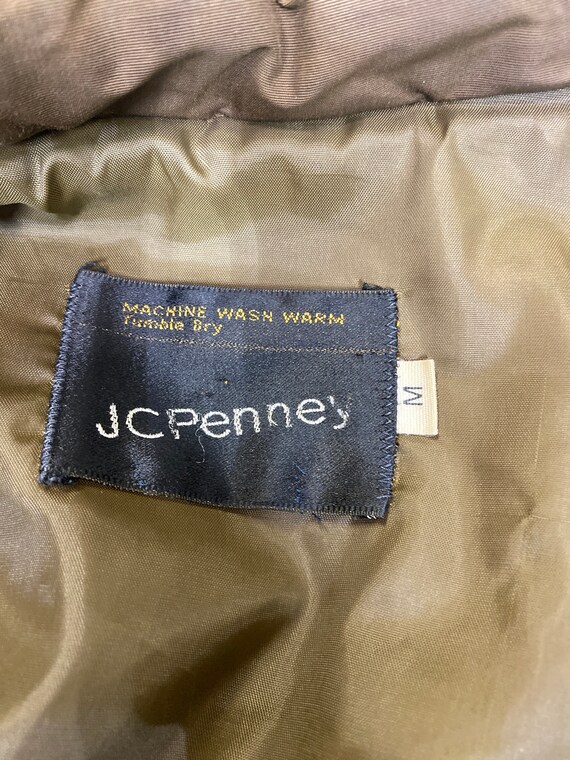 MACHINE WASH WARM
Tumble Dry
JCPenney
M